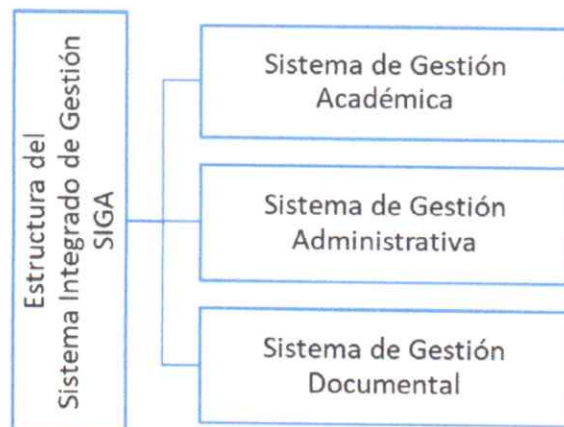 Estructura del
Sistema Integrado de Gestión
SIGA
Sistema de Gestión
Académica
Sistema de Gestión
Administrativa
Sistema de Gestión
Documental